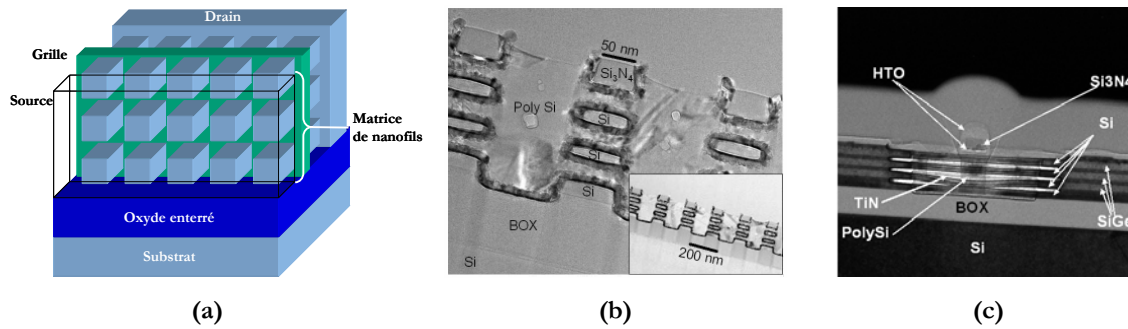 Drain
Grille
Source
Matrice
de nanofils
Oxyde enterré
Substrat
(a)
50 nm
Si₃N₄
Poly Si
Si
Si
Si
BOX
Si
200 nm
(b)
HTO
Si3N4
Si
TiN
BOX
PolySi
SiGe
Si
(c)